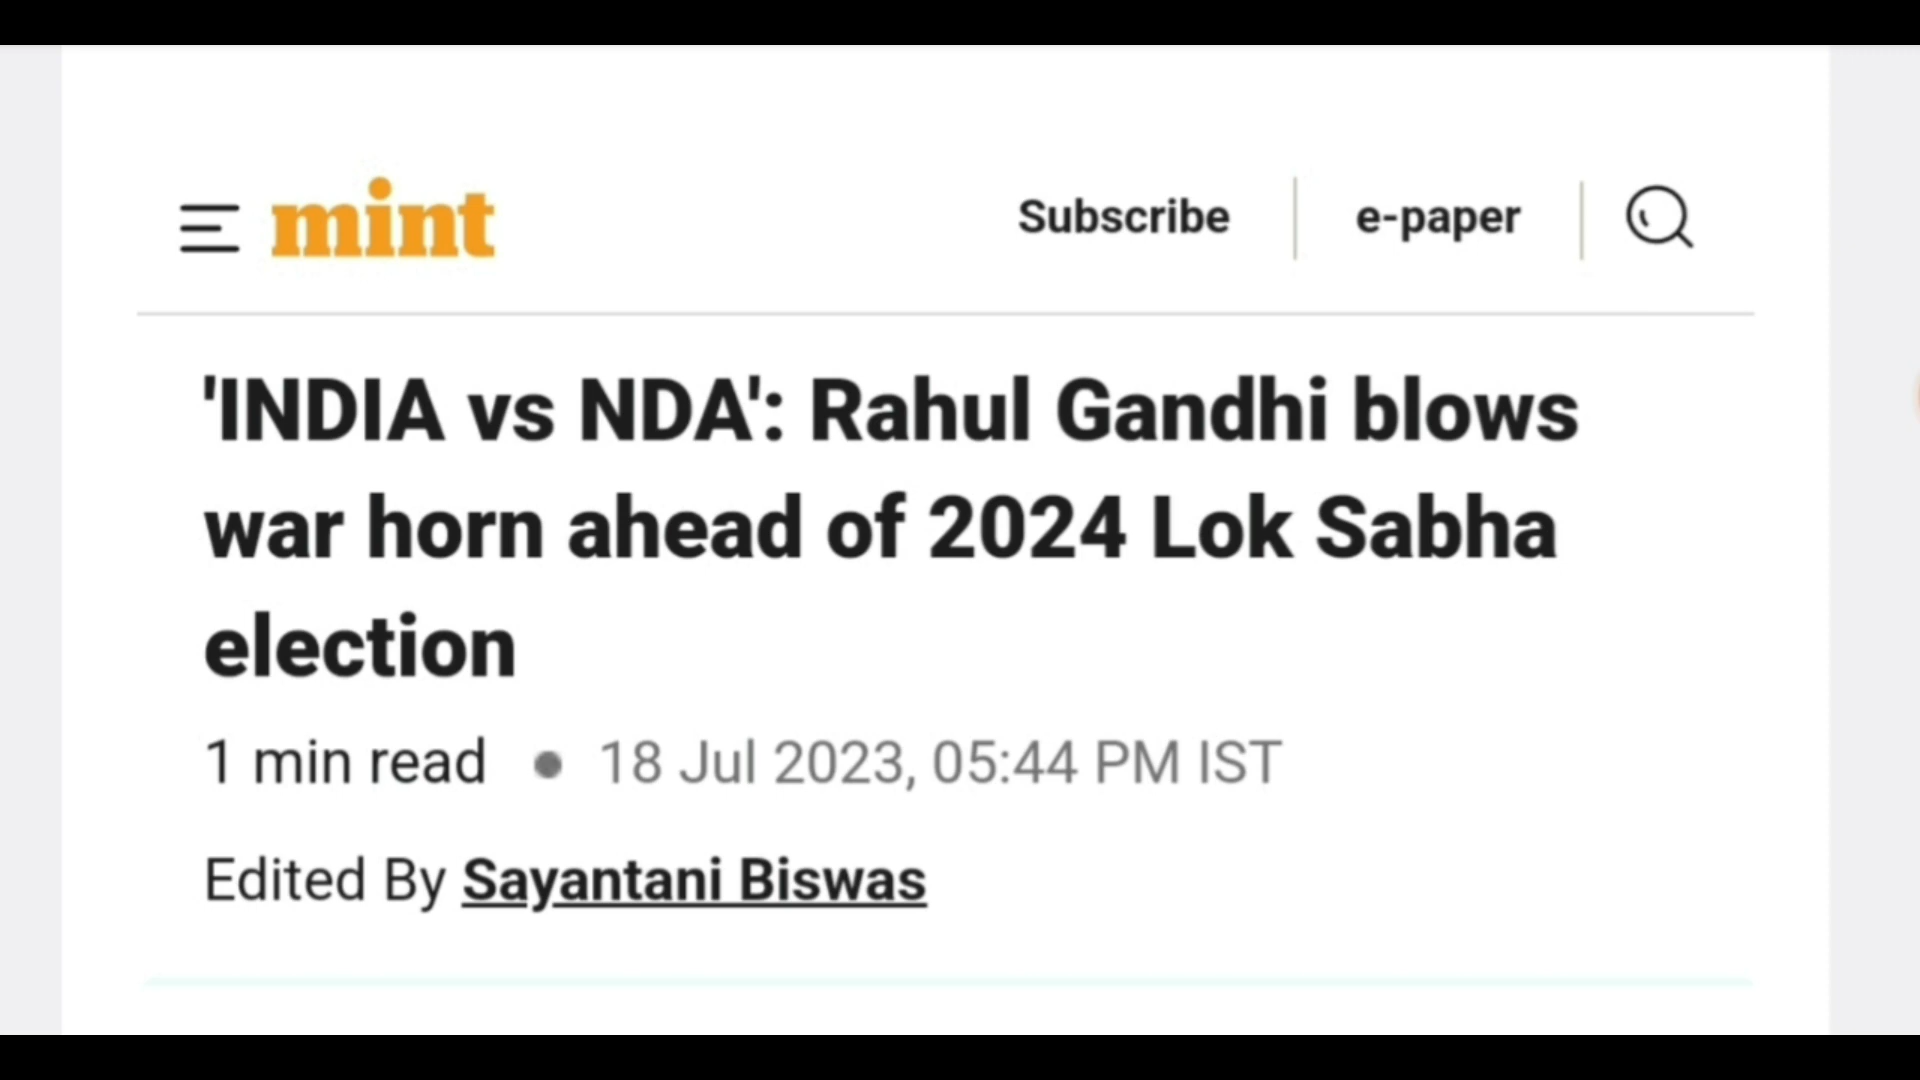 mint
Subscribe
e-paper
'INDIA vs NDA': Rahul Gandhi blows
war horn ahead of 2024 Lok Sabha
election
1 min read • 18 Jul 2023, 05:44 PM IST
Edited By Sayantani Biswas